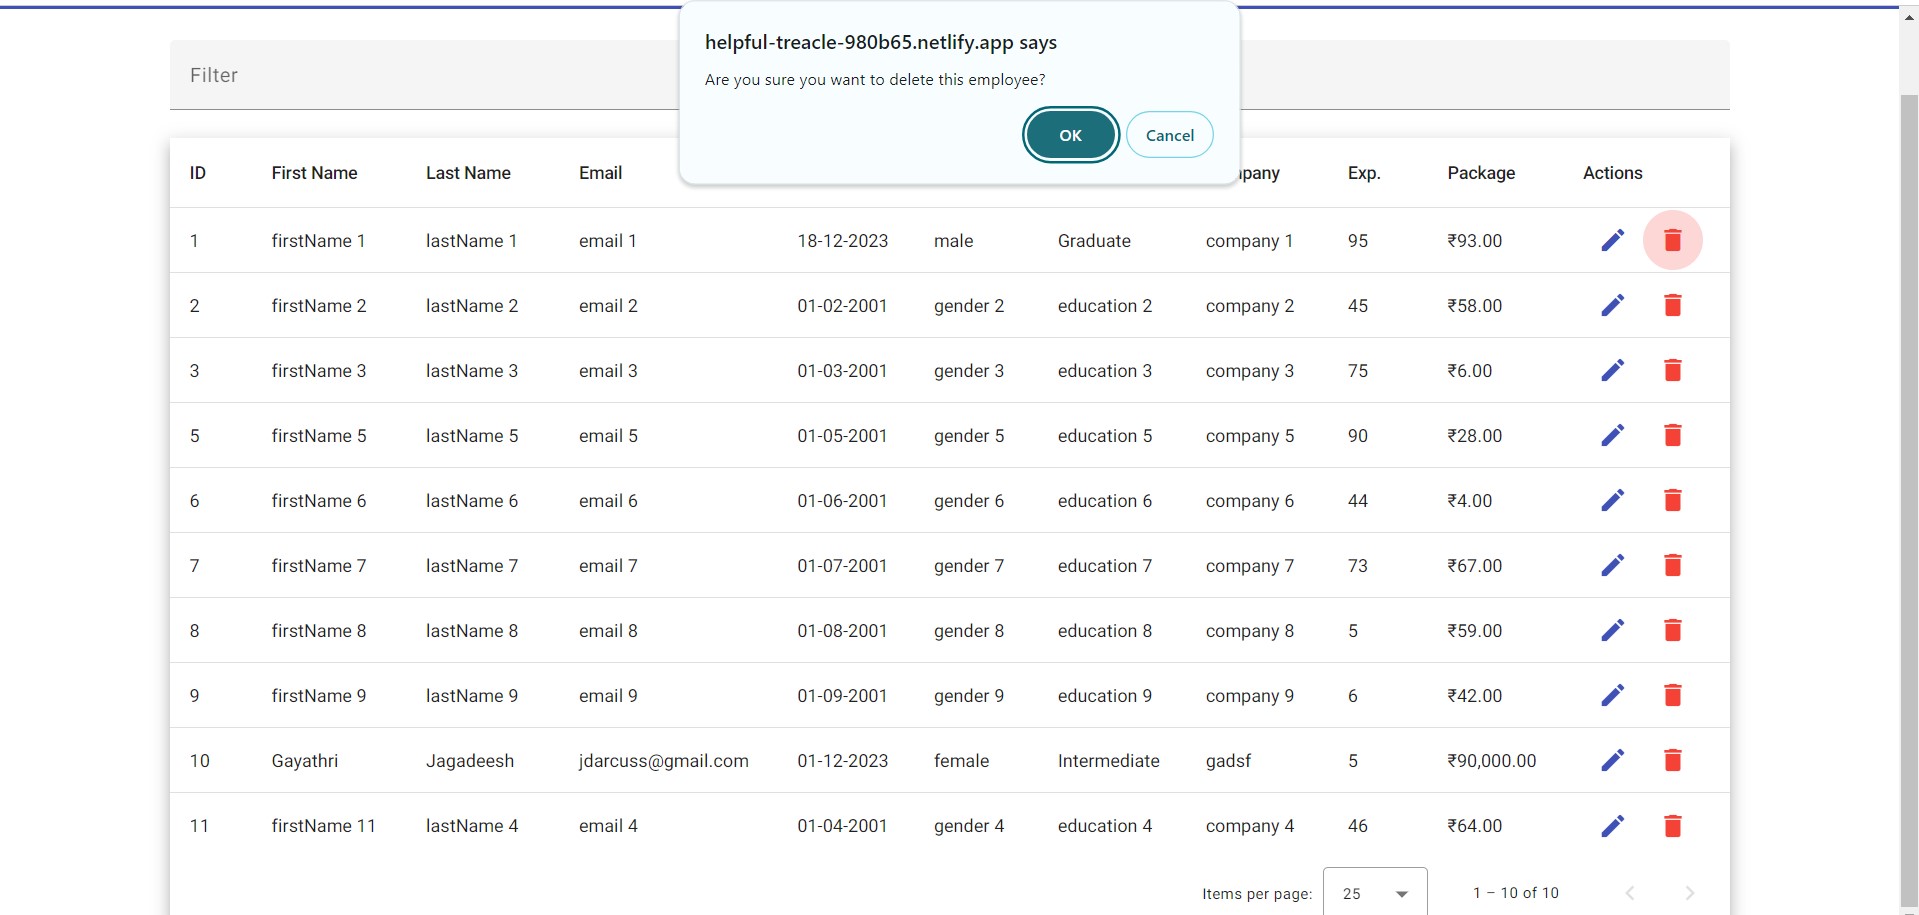 helpful-treacle-980b65.netlify.app says
Are you sure you want to delete this employee?
OK Cancel
Filter
ID First Name Last Name Email Exp. Package Actions
1 firstName 1 lastName 1 email 1 18-12-2023 male Graduate company 1 95 ₹93.00
2 firstName 2 lastName 2 email 2 01-02-2001 gender 2 education 2 company 2 45 ₹58.00
3 firstName 3 lastName 3 email 3 01-03-2001 gender 3 education 3 company 3 75 ₹6.00
5 firstName 5 lastName 5 email 5 01-05-2001 gender 5 education 5 company 5 90 ₹28.00
6 firstName 6 lastName 6 email 6 01-06-2001 gender 6 education 6 company 6 44 ₹4.00
7 firstName 7 lastName 7 email 7 01-07-2001 gender 7 education 7 company 7 73 ₹67.00
8 firstName 8 lastName 8 email 8 01-08-2001 gender 8 education 8 company 8 5 ₹59.00
9 firstName 9 lastName 9 email 9 01-09-2001 gender 9 education 9 company 9 6 ₹42.00
10 Gayathri Jagadeesh jdarcuss@gmail.com 01-12-2023 female Intermediate gadsf 5 ₹90,000.00
11 firstName 11 lastName 4 email 4 01-04-2001 gender 4 education 4 company 4 46 ₹64.00
Items per page: 25 1 – 10 of 10